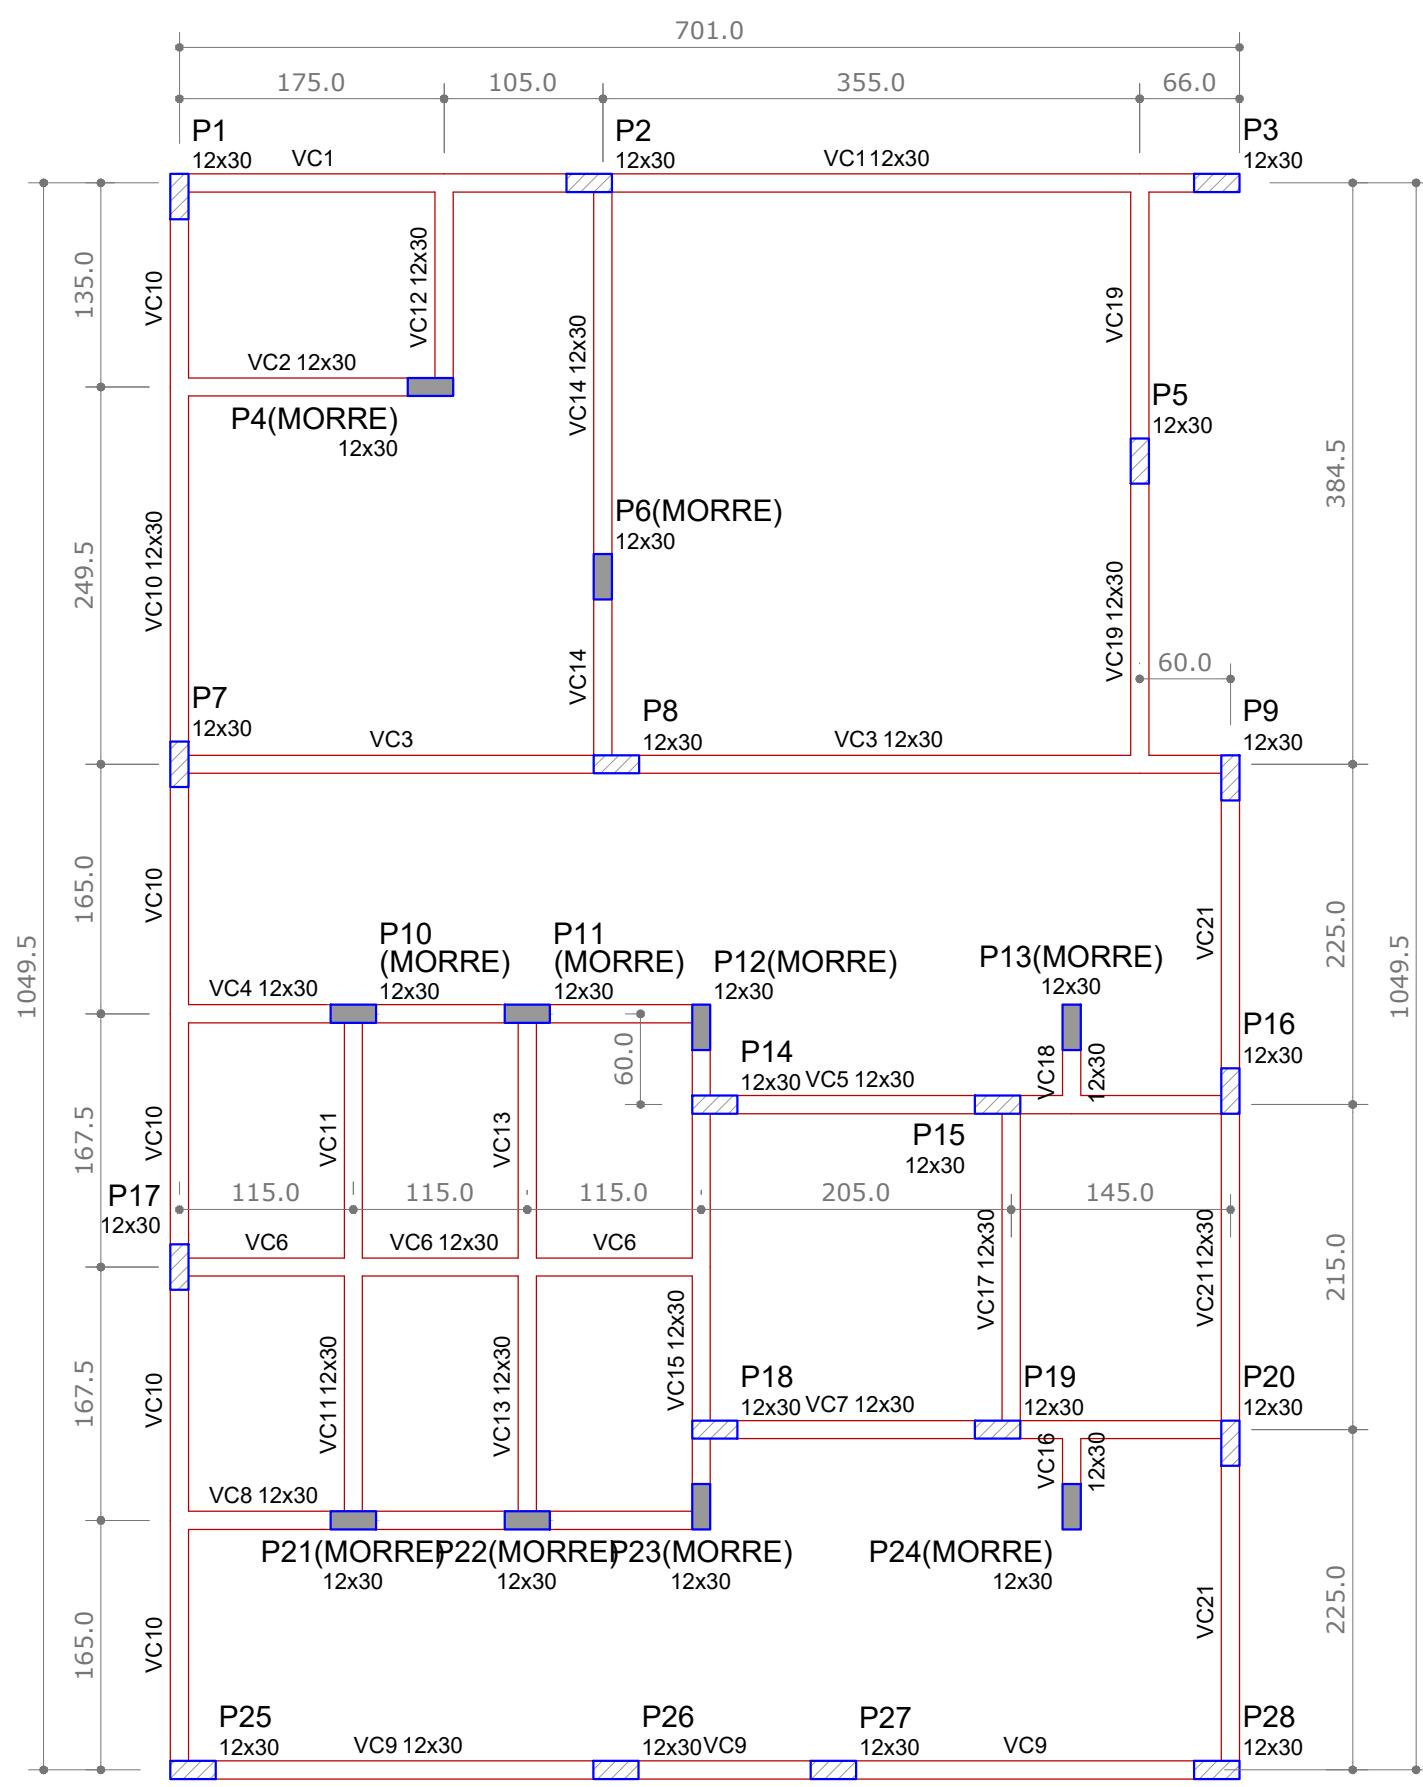 701.0
175.0
105.0
355.0
66.0
P1
12x30
VC1
P2
12x30
VC1 12x30
P3
12x30
135.0
VC10
VC12 12x30
VC14 12x30
VC19
VC2 12x30
P4(MORRE)
12x30
P5
12x30
384.5
249.5
VC10 12x30
P6(MORRE)
12x30
VC14
VC19 12x30
60.0
P7
12x30
VC3
P8
12x30
VC3 12x30
P9
12x30
165.0
VC10
VC21
225.0
1049.5
1049.5
P10
(MORRE)
12x30
P11
(MORRE)
12x30
P12(MORRE)
12x30
P13(MORRE)
12x30
VC4 12x30
60.0
P14
12x30
VC5 12x30
VC18
12x30
P16
12x30
167.5
VC10
VC11
VC13
P15
12x30
P17
12x30
115.0
115.0
115.0
205.0
145.0
VC6
VC6 12x30
VC6
VC17 12x30
VC21 12x30
215.0
167.5
VC10
VC11 12x30
VC13 12x30
VC15 12x30
P18
12x30
VC7 12x30
P19
12x30
P20
12x30
VC16
12x30
VC8 12x30
P21(MORRE)
12x30
P22(MORRE)
12x30
P23(MORRE)
12x30
P24(MORRE)
12x30
165.0
VC10
VC21
225.0
P25
12x30
VC9 12x30
P26
12x30
VC9
P27
12x30
VC9
P28
12x30